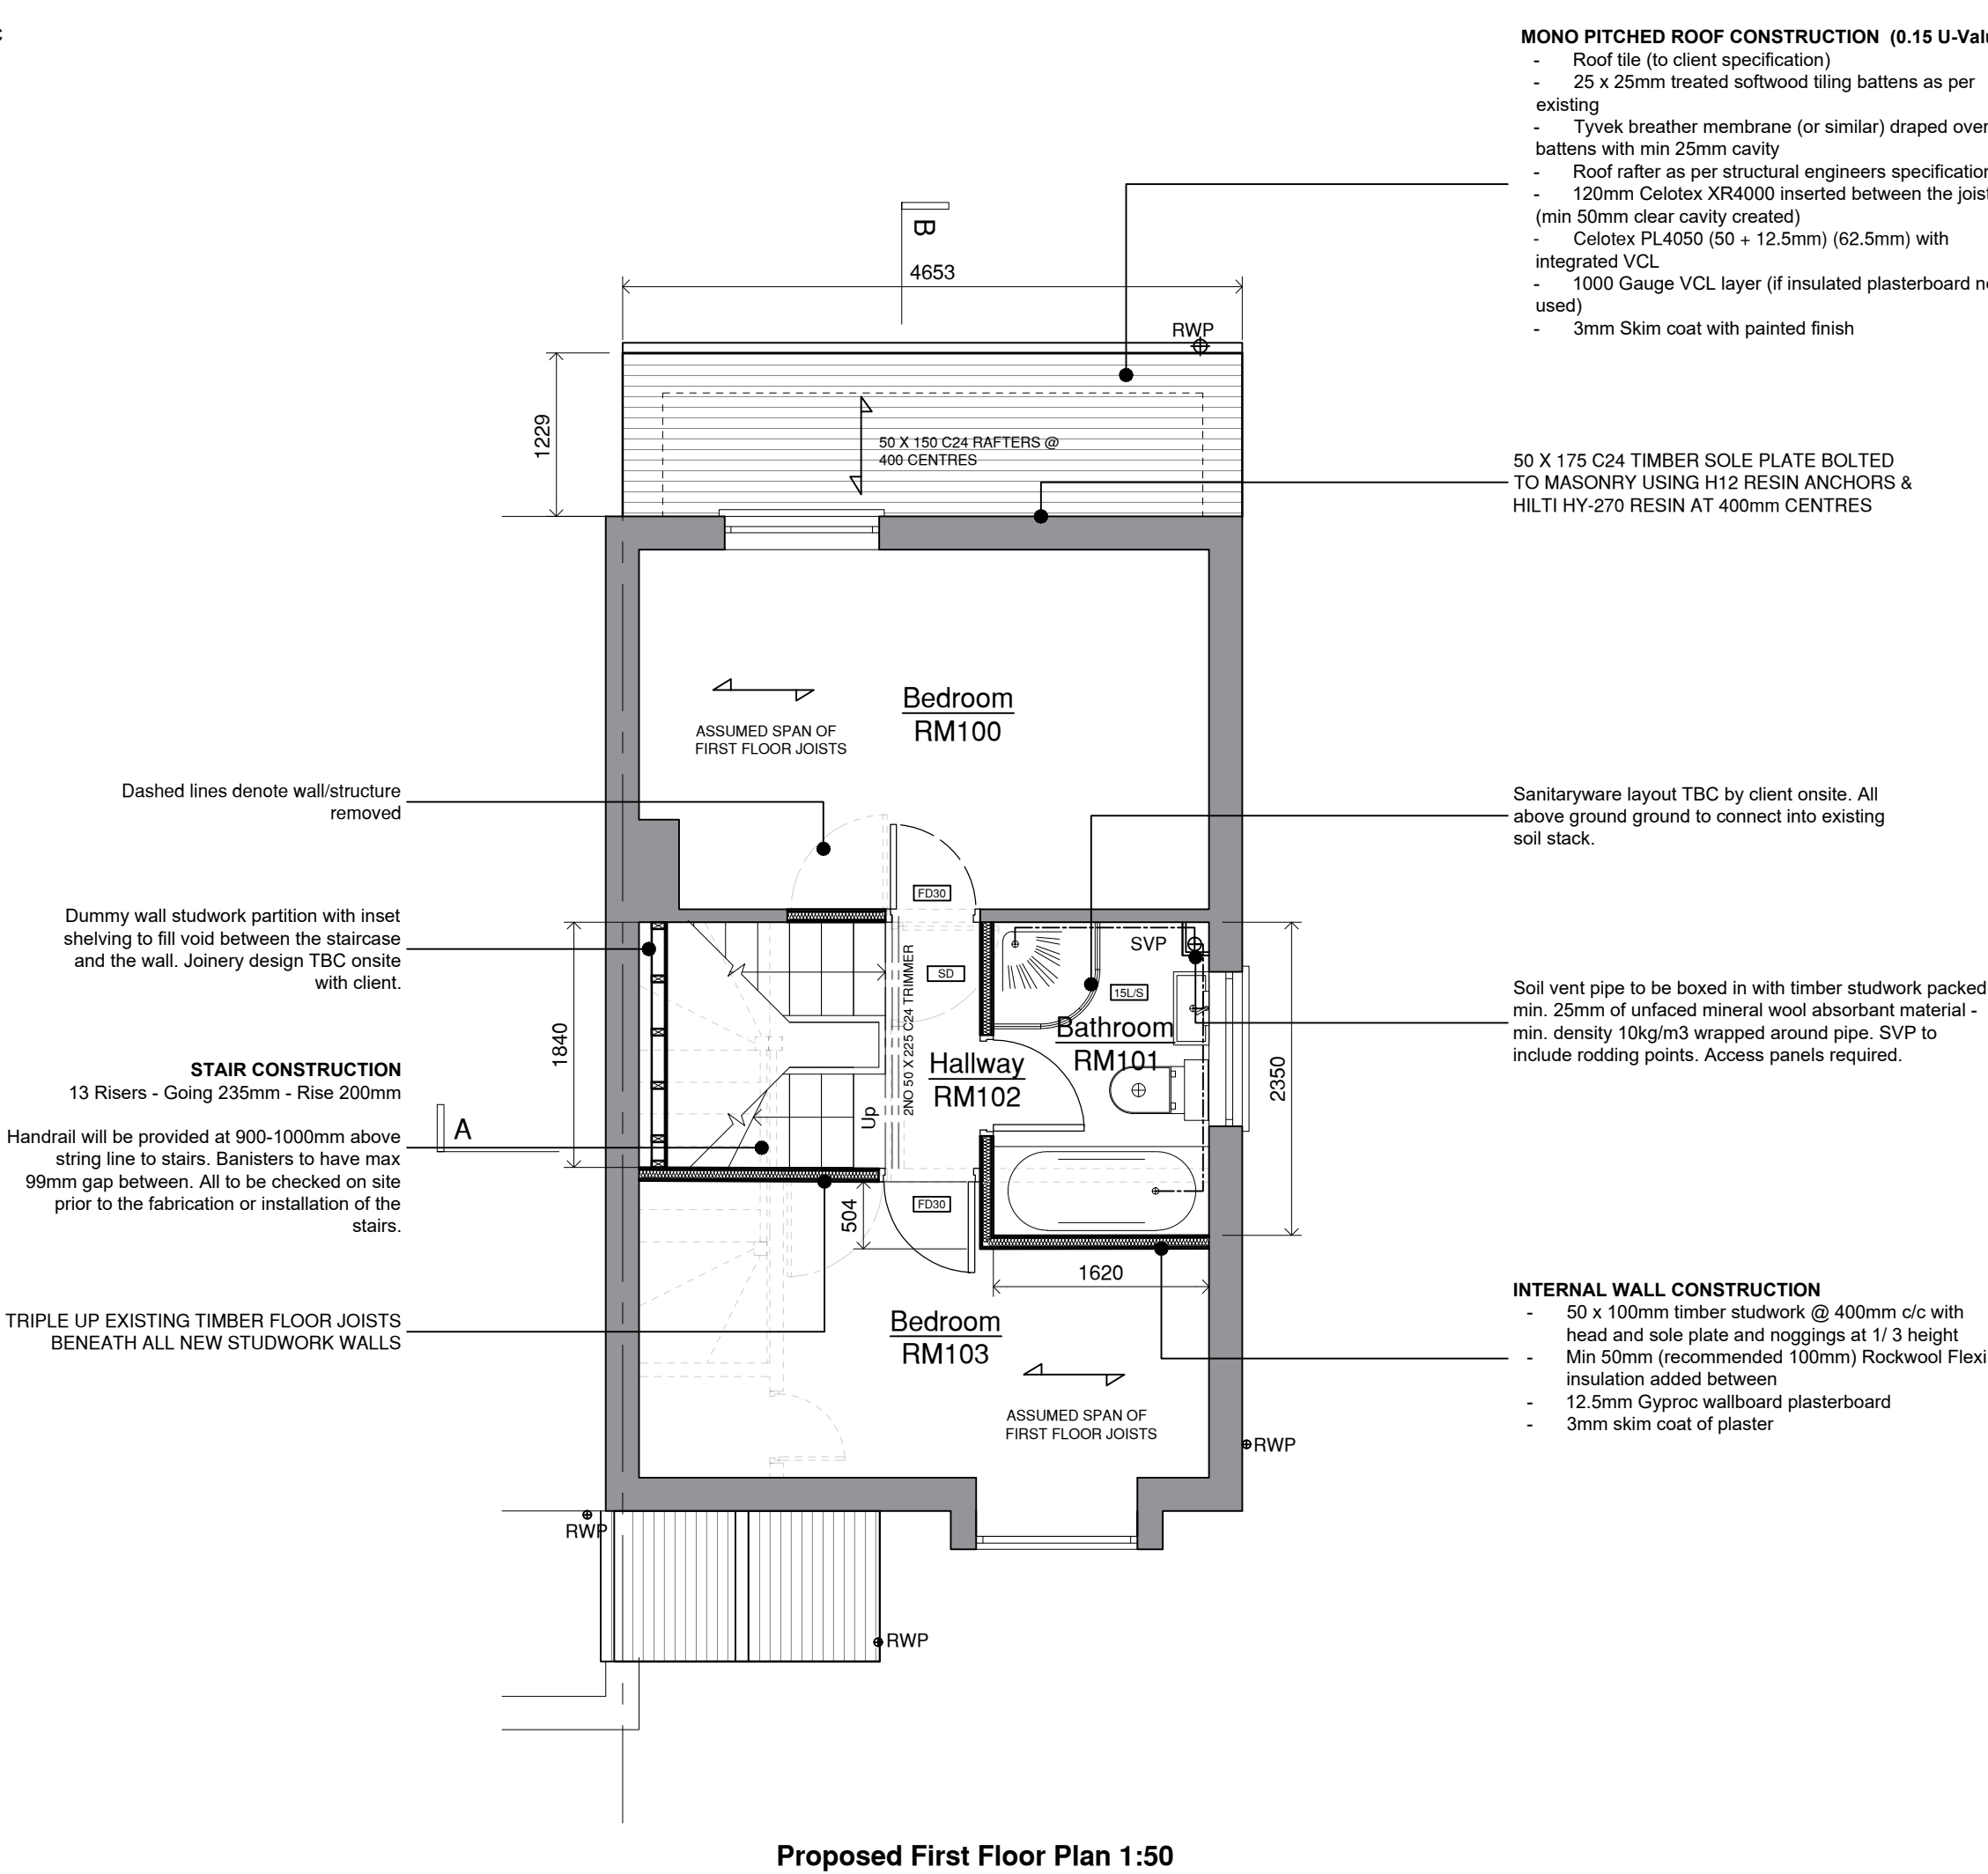 MONO PITCHED ROOF CONSTRUCTION (0.15 U-Valu
- Roof tile (to client specification)
- 25 x 25mm treated softwood tiling battens as per
existing
- Tyvek breather membrane (or similar) draped over
battens with min 25mm cavity
- Roof rafter as per structural engineers specification
- 120mm Celotex XR4000 inserted between the joist
(min 50mm clear cavity created)
- Celotex PL4050 (50 + 12.5mm) (62.5mm) with
integrated VCL
- 1000 Gauge VCL layer (if insulated plasterboard n
used)
- 3mm Skim coat with painted finish
B
4653
RWP
1229
50 X 150 C24 RAFTERS @
400 CENTRES
50 X 175 C24 TIMBER SOLE PLATE BOLTED
TO MASONRY USING H12 RESIN ANCHORS &
HILTI HY-270 RESIN AT 400mm CENTRES
Bedroom
RM100
ASSUMED SPAN OF
FIRST FLOOR JOISTS
Dashed lines denote wall/structure
removed
Sanitaryware layout TBC by client onsite. All
above ground ground to connect into existing
soil stack.
FD30
Dummy wall studwork partition with inset
shelving to fill void between the staircase
and the wall. Joinery design TBC onsite
with client.
SVP
SD
15L/S
2NO 50 X 225 C24 TRIMMER
Soil vent pipe to be boxed in with timber studwork packed
min. 25mm of unfaced mineral wool absorbant material -
min. density 10kg/m3 wrapped around pipe. SVP to
include rodding points. Access panels required.
1840
Bathroom
RM101
Hallway
RM102
2350
Up
STAIR CONSTRUCTION
13 Risers - Going 235mm - Rise 200mm
A
Handrail will be provided at 900-1000mm above
string line to stairs. Banisters to have max
99mm gap between. All to be checked on site
prior to the fabrication or installation of the
stairs.
504
FD30
1620
TRIPLE UP EXISTING TIMBER FLOOR JOISTS
BENEATH ALL NEW STUDWORK WALLS
Bedroom
RM103
INTERNAL WALL CONSTRUCTION
- 50 x 100mm timber studwork @ 400mm c/c with
head and sole plate and noggings at 1/ 3 height
- Min 50mm (recommended 100mm) Rockwool Flexi
insulation added between
- 12.5mm Gyproc wallboard plasterboard
- 3mm skim coat of plaster
ASSUMED SPAN OF
FIRST FLOOR JOISTS
RWP
RWP
RWP
Proposed First Floor Plan 1:50